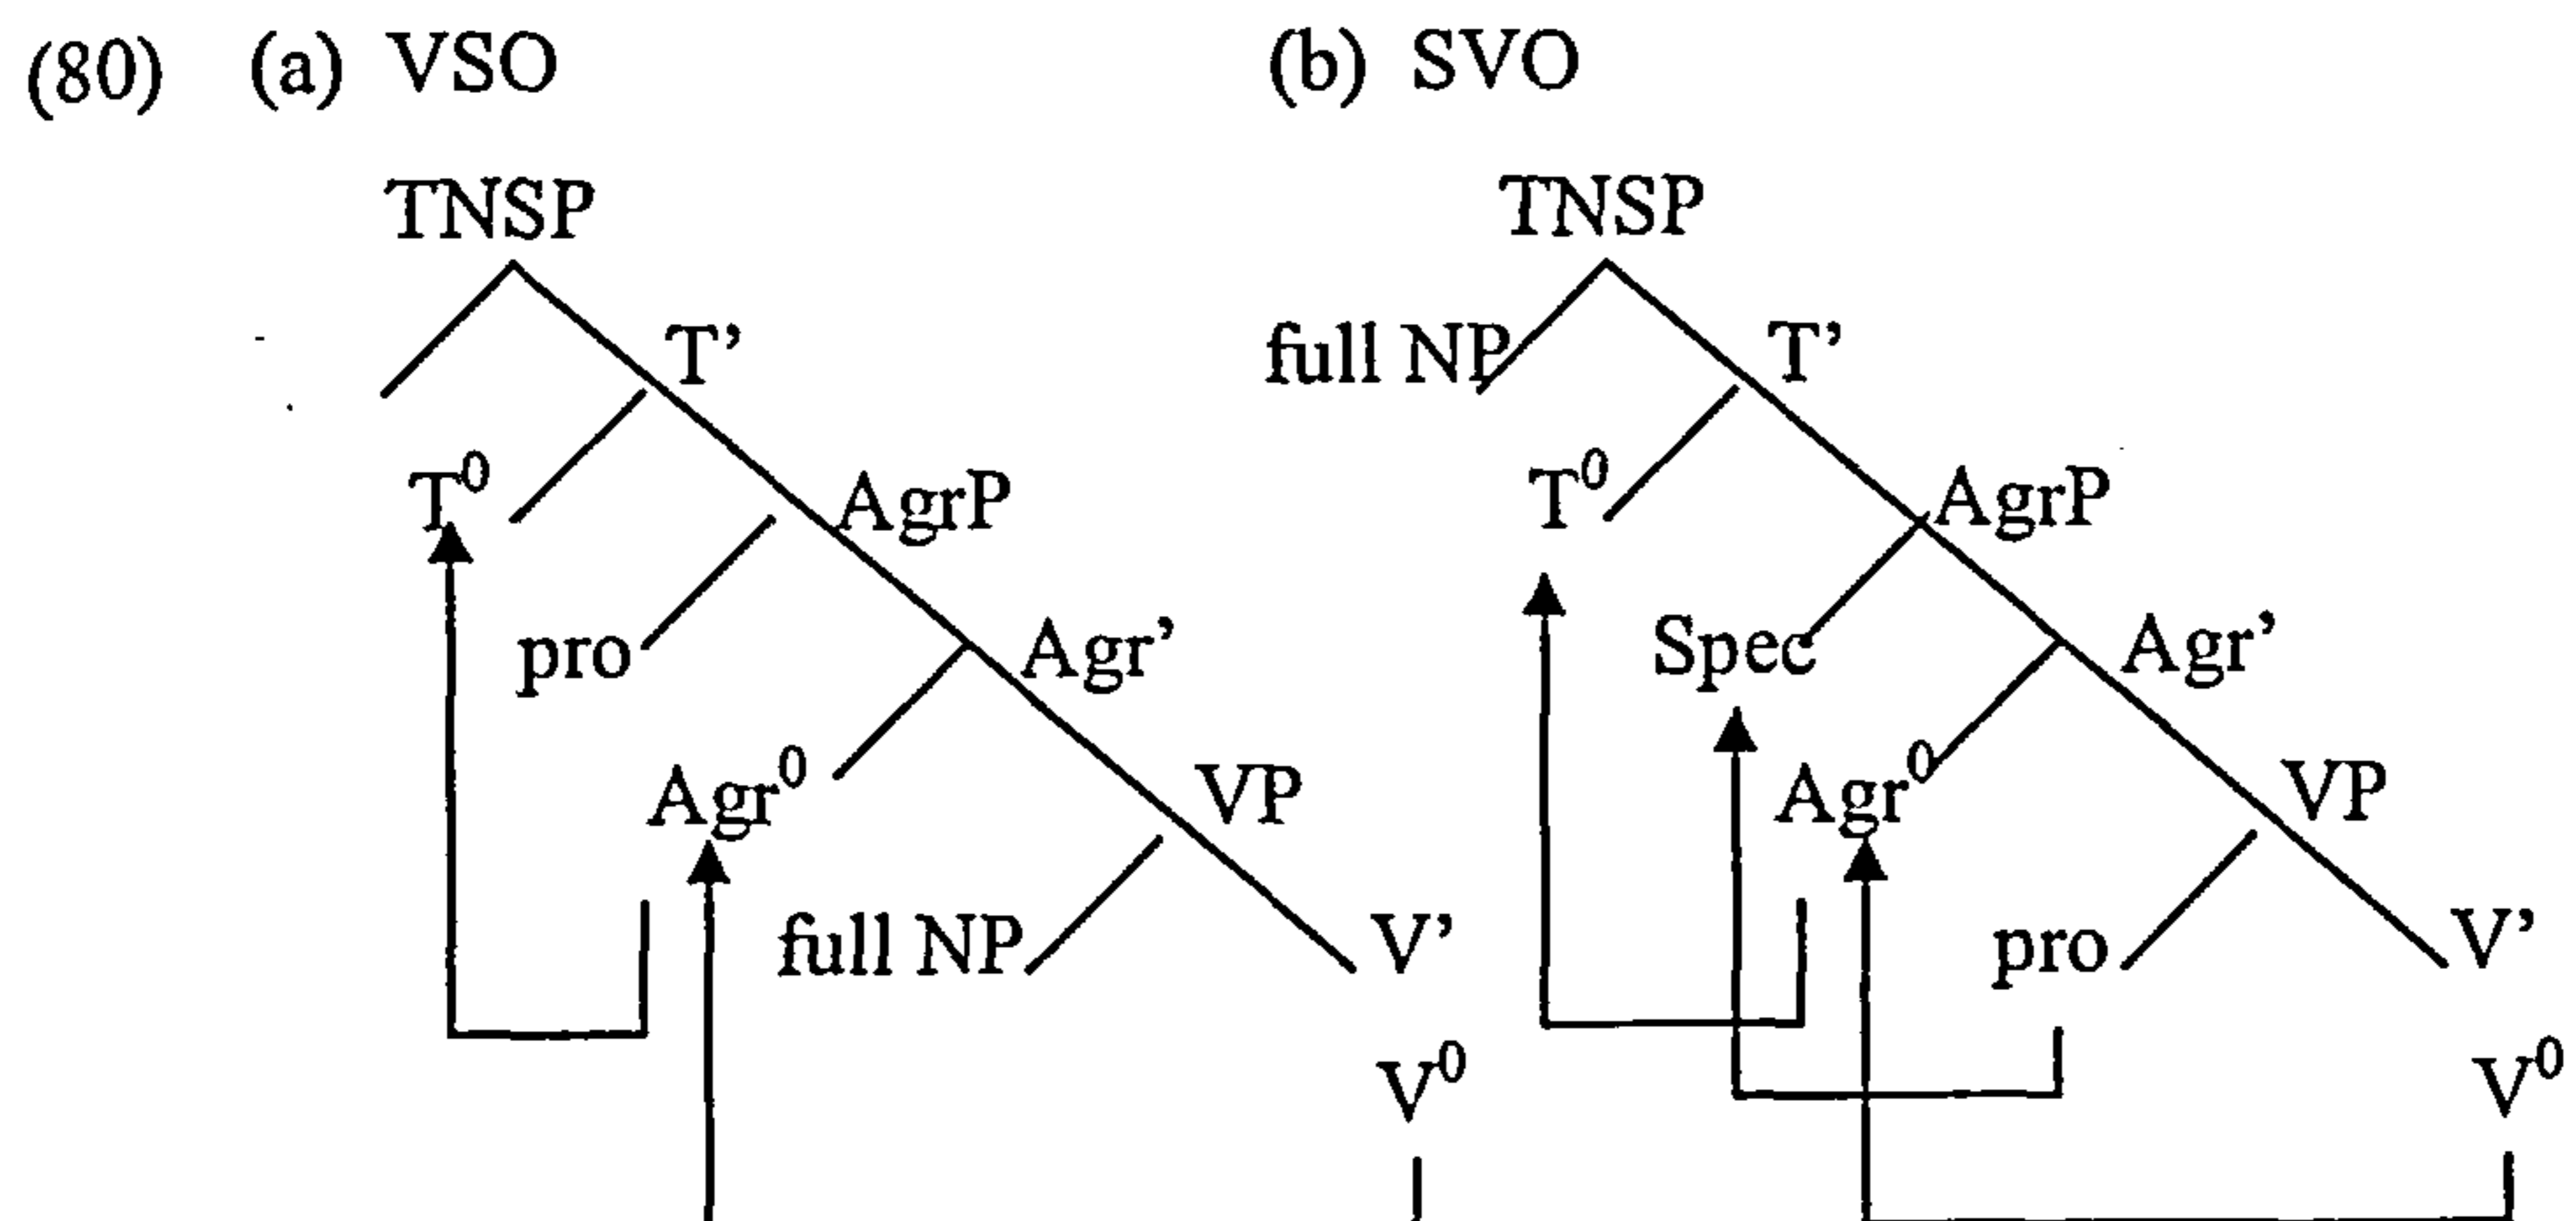 (80) (a) VSO (b) SVO
TNSP TNSP
T’ full NP T’
T⁰ AgrP T⁰ AgrP
pro Agr’ Spec Agr’
Agr⁰ VP Agr⁰ VP
full NP V’ pro V’
V⁰ V⁰